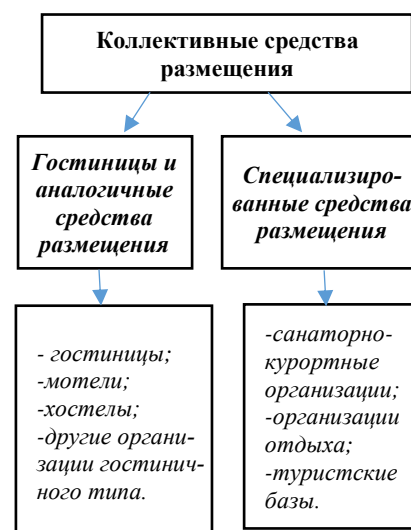 Коллективные средства
размещения
Гостиницы и
аналогичные
средства
размещения
Специализиро-
ванные средства
размещения
- гостиницы;
-мотели;
-хостелы;
-другие органи-
зации гостинич-
ного типа.
-санаторно-
курортные
организации;
-организации
отдыха;
-туристские
базы.